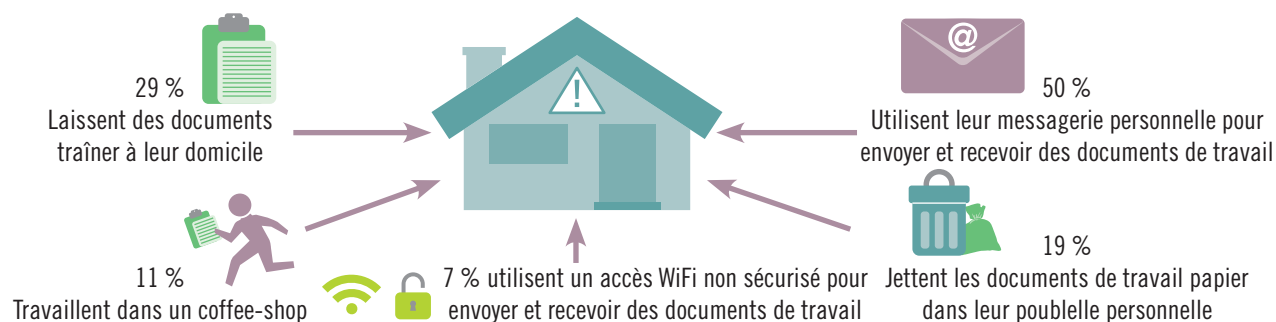 29 %
Laissent des documents
traîner à leur domicile
@
50 %
Utilisent leur messagerie personnelle pour
envoyer et recevoir des documents de travail
!
11 %
Travaillent dans un coffee-shop
7 % utilisent un accès WiFi non sécurisé pour
envoyer et recevoir des documents de travail
19 %
Jettent les documents de travail papier
dans leur poublelle personnelle